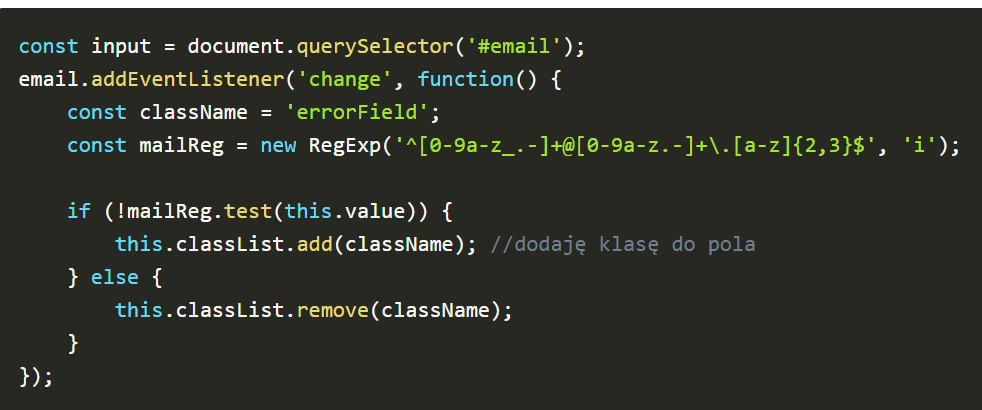 const input = document.querySelector('#email');
email.addEventListener('change', function() {
    const className = 'errorField';
    const mailReg = new RegExp('^[0-9a-z_.-]+@[0-9a-z.-]+\.[a-z]{2,3}$', 'i');

    if (!mailReg.test(this.value)) {
        this.classList.add(className); //dodaję klasę do pola
    } else {
        this.classList.remove(className);
    }
});